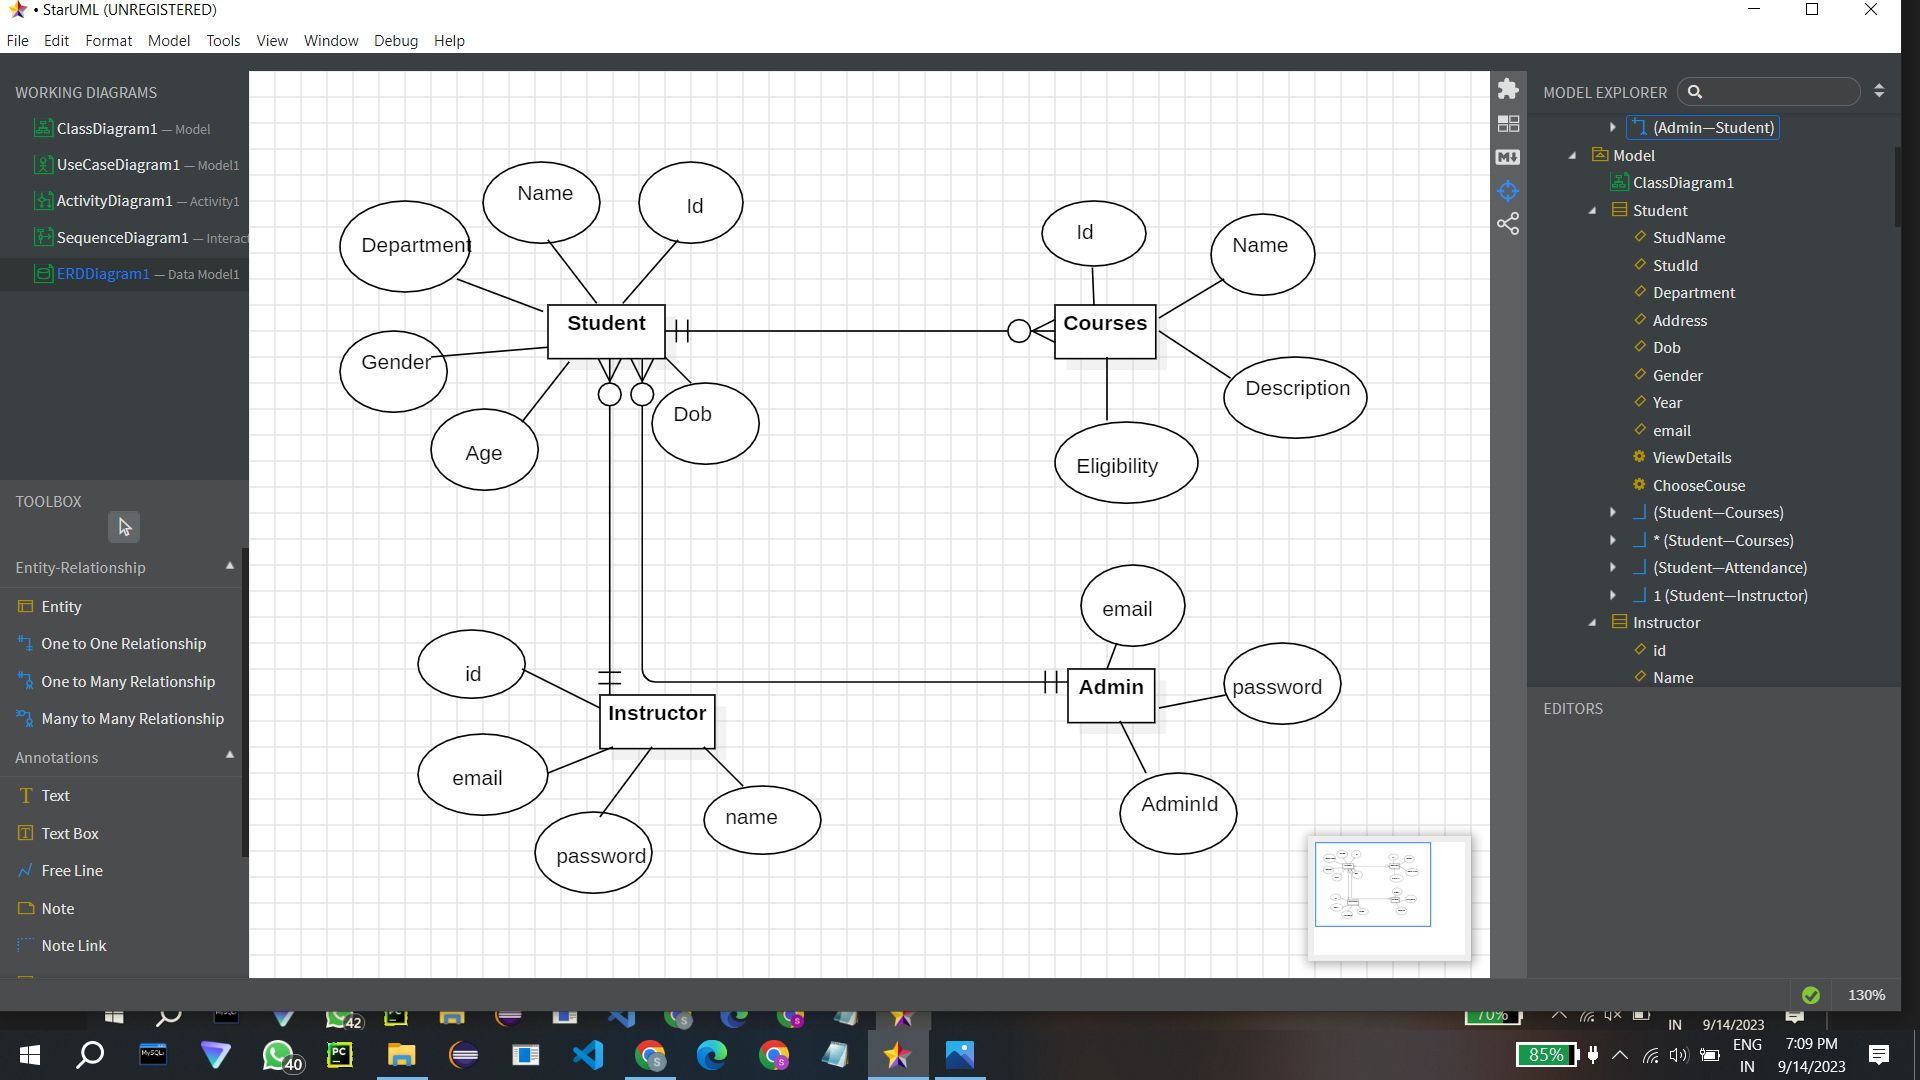 • StarUML (UNREGISTERED)
File Edit Format Model Tools View Window Debug Help
WORKING DIAGRAMS
ClassDiagram1 — Model
UseCaseDiagram1 — Model1
ActivityDiagram1 — Activity1
SequenceDiagram1 — Interac
ERDDiagram1 — Data Model1
TOOLBOX
Entity-Relationship
Entity
One to One Relationship
One to Many Relationship
Many to Many Relationship
Annotations
Text
Text Box
Free Line
Note
Note Link
Name
Id
Department
Student
Gender
Age
Dob
Id
Name
Courses
Description
Eligibility
id
Instructor
email
password
name
email
Admin
password
AdminId
MODEL EXPLORER
(Admin—Student)
Model
ClassDiagram1
Student
StudName
StudId
Department
Address
Dob
Gender
Year
email
ViewDetails
ChooseCouse
(Student—Courses)
* (Student—Courses)
(Student—Attendance)
1 (Student—Instructor)
Instructor
id
Name
EDITORS
130%
42
70%
IN 9/14/2023
MySQL
40
PC
S
85%
ENG
IN
7:09 PM
9/14/2023